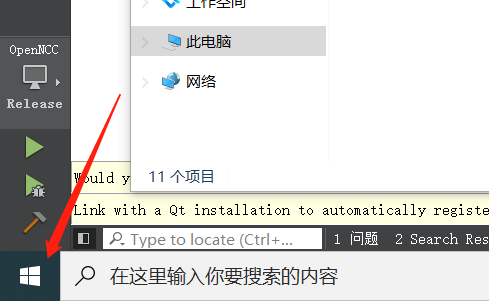 工作空间
OpenNCC
此电脑
Release
网络
11 个项目
Would y
Link with a Qt installation to automatically registe
Type to locate (Ctrl+...
1 问题 2 Search Res
在这里输入你要搜索的内容